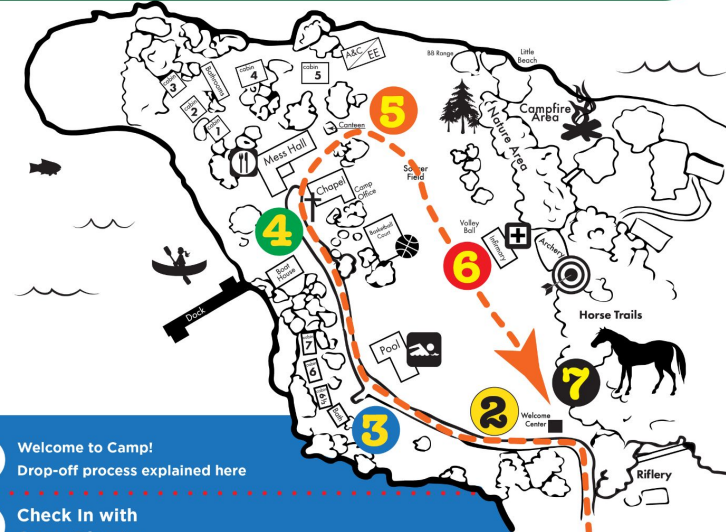 BB Range
Little
Beach
A&C
EE
cabin
5
cabin
4
Bathrooms
cabin
3
cabin
2
cabin
1
5
Canteen
Campfire
Area
Nature Area
Mess Hall
Chapel
Camp
Office
Soccer
Field
Volley
Ball
Infirmary
Archery
Basketball
Court
4
6
Boat
House
Dock
Horse Trails
Pool
7
6
7
2
Welcome
Center
3
Bath
Riflery
Welcome to Camp!
Drop-off process explained here
Check In with